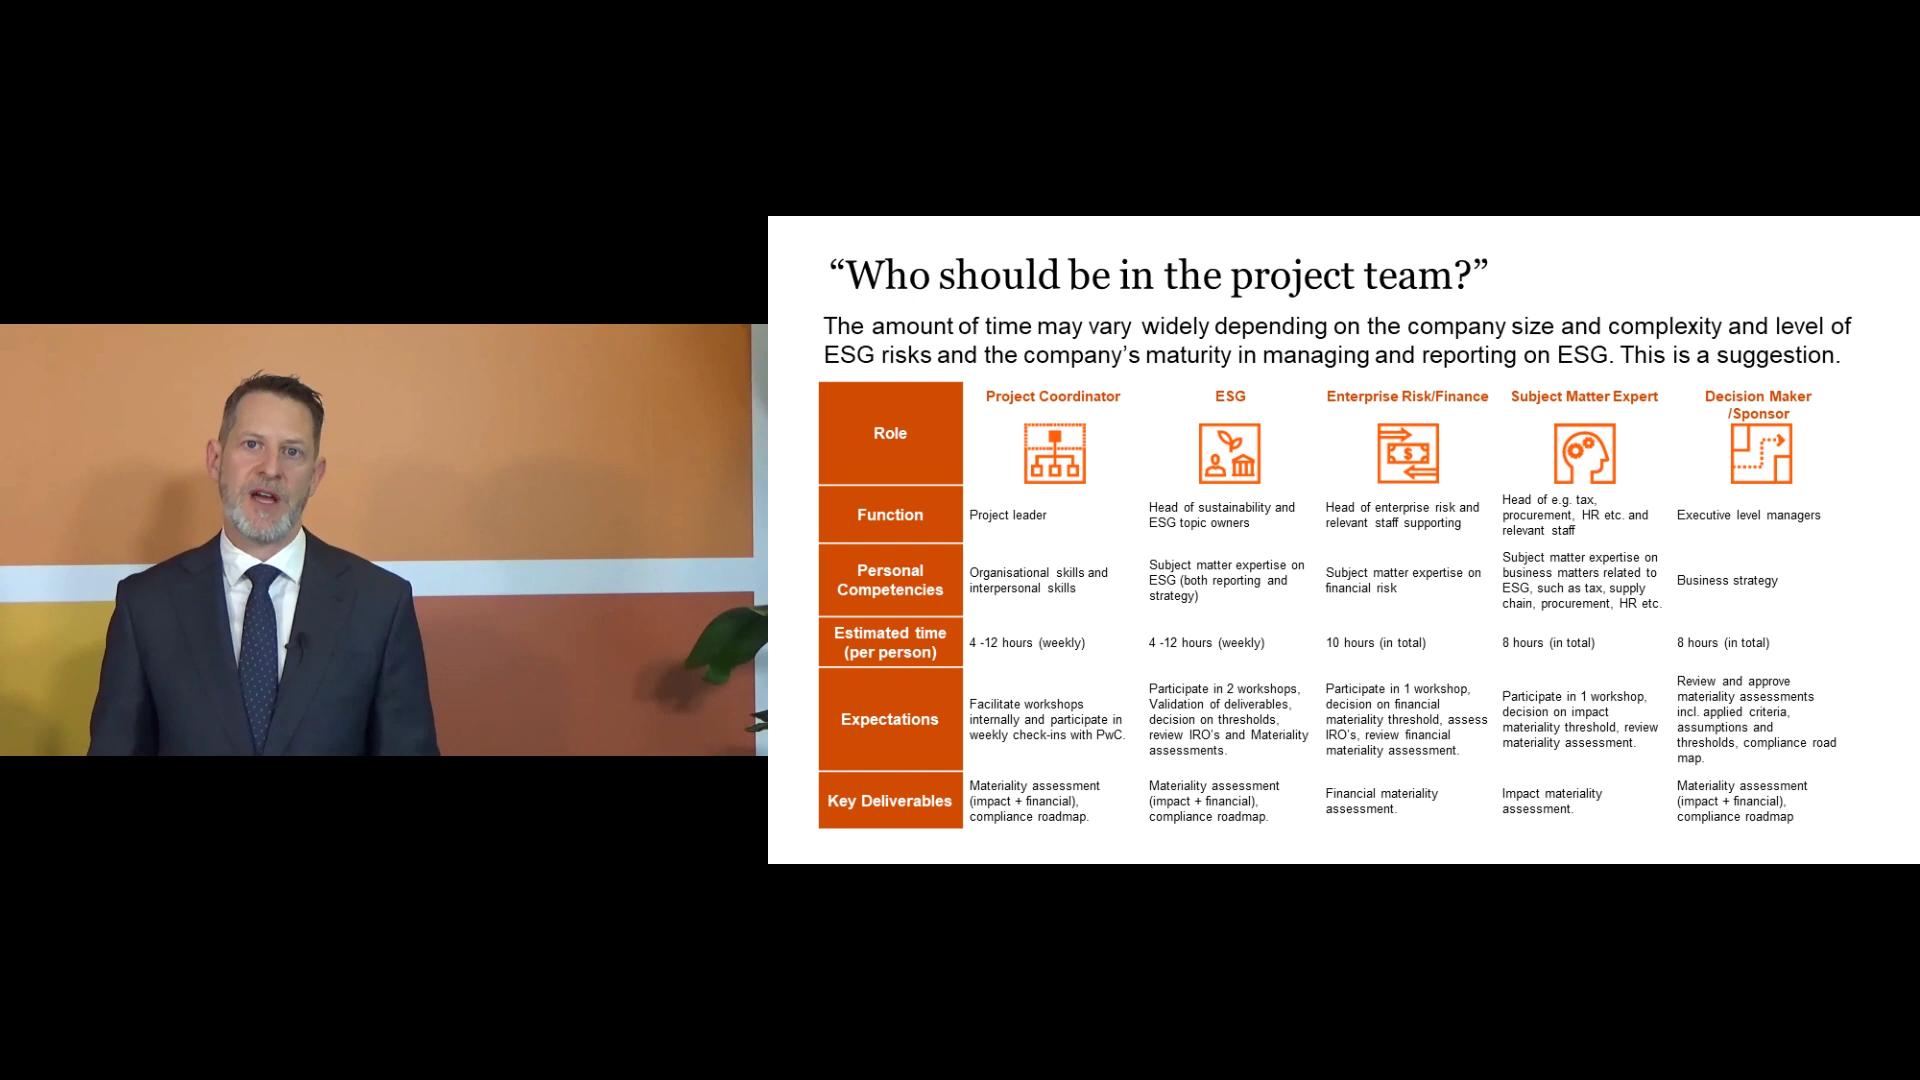 “Who should be in the project team?”
The amount of time may vary widely depending on the company size and complexity and level of
ESG risks and the company’s maturity in managing and reporting on ESG. This is a suggestion.
Role
Project Coordinator
ESG
Enterprise Risk/Finance
Subject Matter Expert
Decision Maker
/Sponsor
$
Function
Project leader
Head of sustainability and
ESG topic owners
Head of enterprise risk and
relevant staff supporting
Head of e.g. tax,
procurement, HR etc. and
relevant staff
Executive level managers
Personal
Competencies
Organisational skills and
interpersonal skills
Subject matter expertise on
ESG (both reporting and
strategy)
Subject matter expertise on
financial risk
Subject matter expertise on
business matters related to
ESG, such as tax, supply
chain, procurement, HR etc.
Business strategy
Estimated time
(per person)
4 -12 hours (weekly)
4 -12 hours (weekly)
10 hours (in total)
8 hours (in total)
8 hours (in total)
Expectations
Facilitate workshops
internally and participate in
weekly check-ins with PwC.
Participate in 2 workshops,
Validation of deliverables,
decision on thresholds,
review IRO’s and Materiality
assessments.
Participate in 1 workshop,
decision on financial
materiality threshold, assess
IRO’s, review financial
materiality assessment.
Participate in 1 workshop,
decision on impact
materiality threshold, review
materiality assessment.
Review and approve
materiality assessments
incl. applied criteria,
assumptions and
thresholds, compliance road
map.
Key Deliverables
Materiality assessment
(impact + financial),
compliance roadmap.
Materiality assessment
(impact + financial),
compliance roadmap.
Financial materiality
assessment.
Impact materiality
assessment.
Materiality assessment
(impact + financial),
compliance roadmap